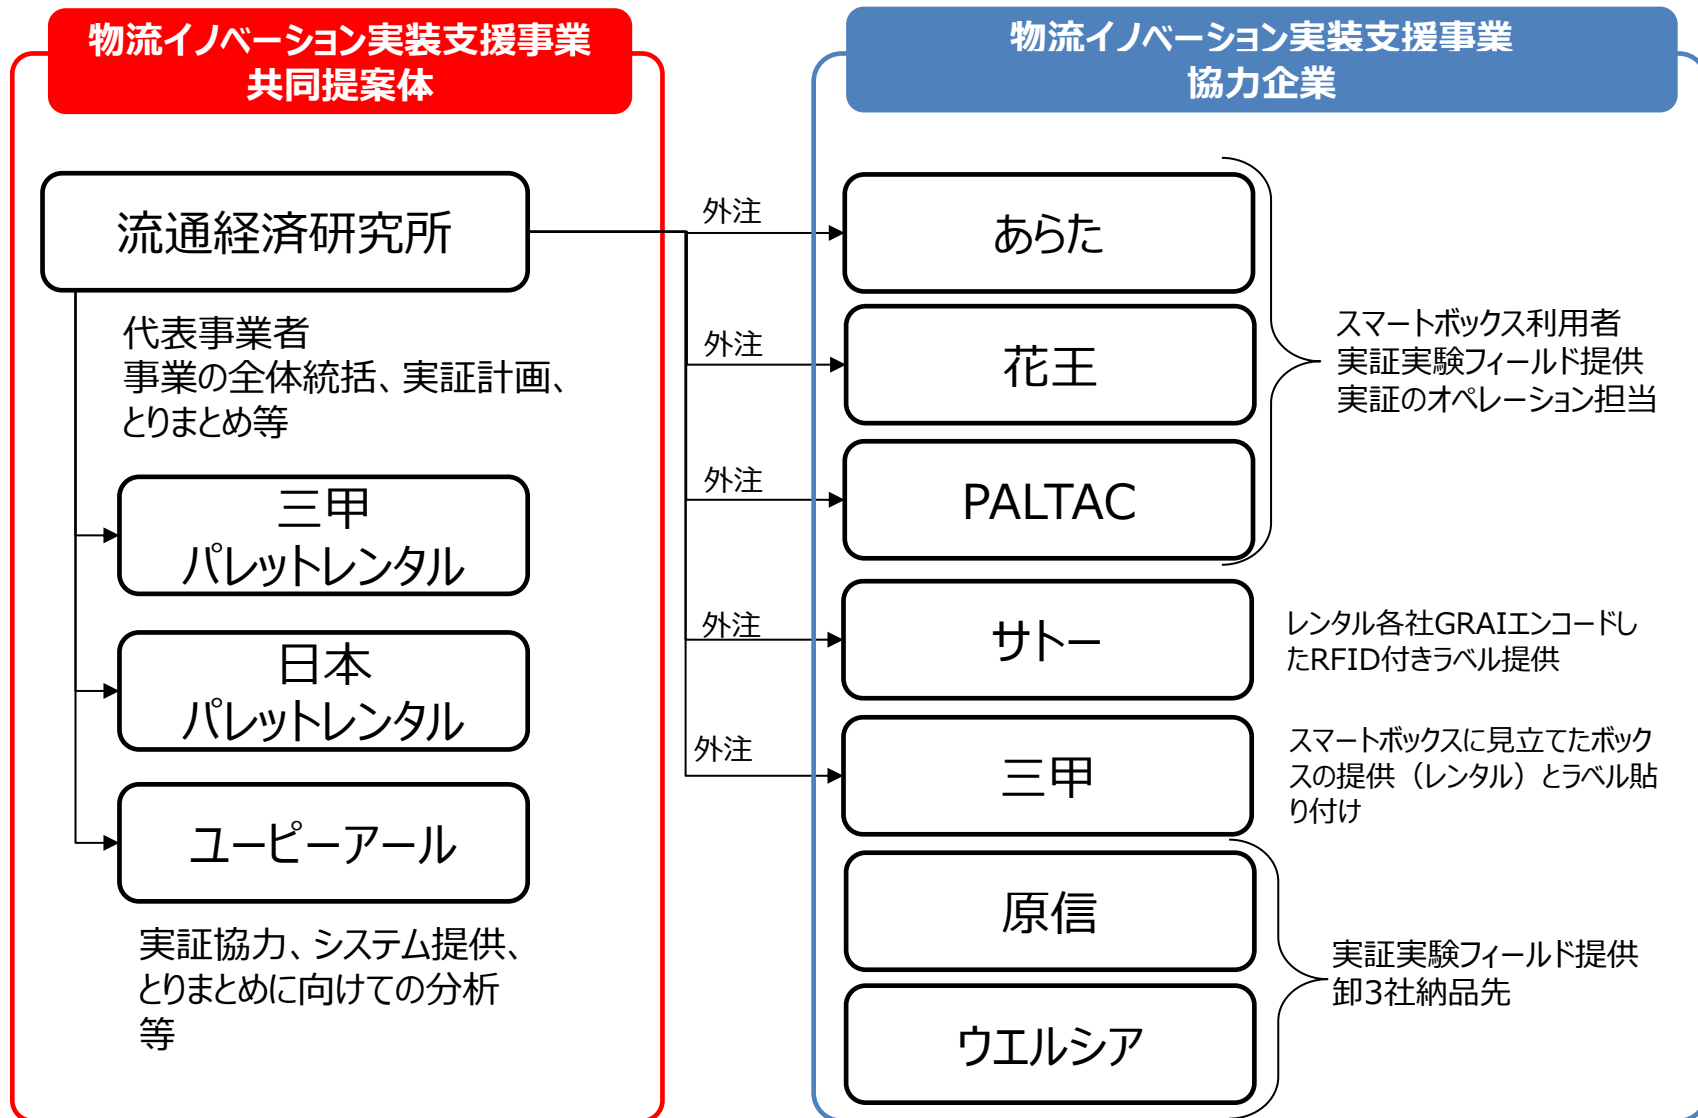 物流イノベーション実装支援事業
共同提案体
流通経済研究所
代表事業者
事業の全体統括、実証計画、
とりまとめ等
三甲
パレットレンタル
日本
パレットレンタル
ユーピーアール
実証協力、システム提供、
とりまとめに向けての分析
等
物流イノベーション実装支援事業
協力企業
外注
あらた
外注
花王
外注
PALTAC
スマートボックス利用者
実証実験フィールド提供
実証のオペレーション担当
外注
サトー
レンタル各社GRAIエンコードし
たRFID付きラベル提供
外注
三甲
スマートボックスに見立てたボック
スの提供（レンタル）とラベル貼
り付け
原信
ウエルシア
実証実験フィールド提供
卸3社納品先